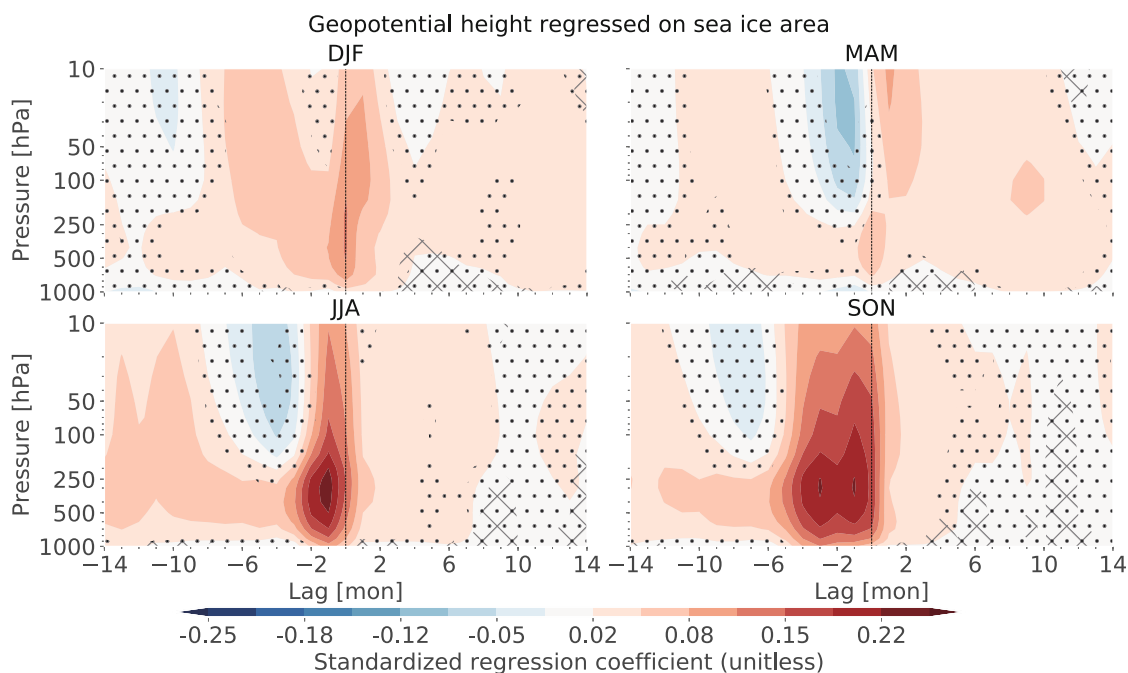 Geopotential height regressed on sea ice area
DJF
MAM
Pressure [hPa]
10
50
100
250
500
1000
JJA
SON
Pressure [hPa]
10
50
100
250
500
1000
-14 -10 -6 -2 2 6 10 14
-14 -10 -6 -2 2 6 10 14
Lag [mon]
Lag [mon]
-0.25 -0.18 -0.12 -0.05 0.02 0.08 0.15 0.22
Standardized regression coefficient (unitless)